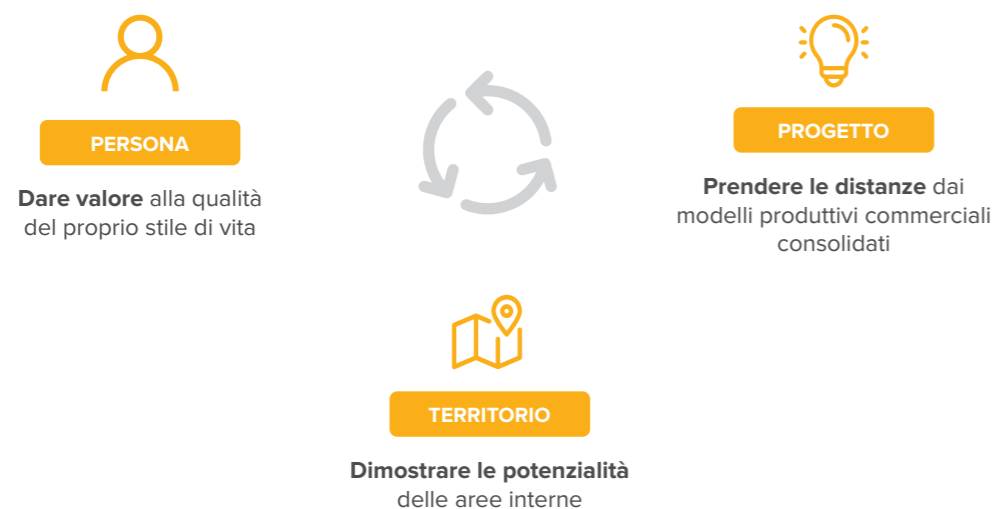 PERSONA
Dare valore alla qualità
del proprio stile di vita
PROGETTO
Prendere le distanze dai
modelli produttivi commerciali
consolidati
TERRITORIO
Dimostrare le potenzialità
delle aree interne